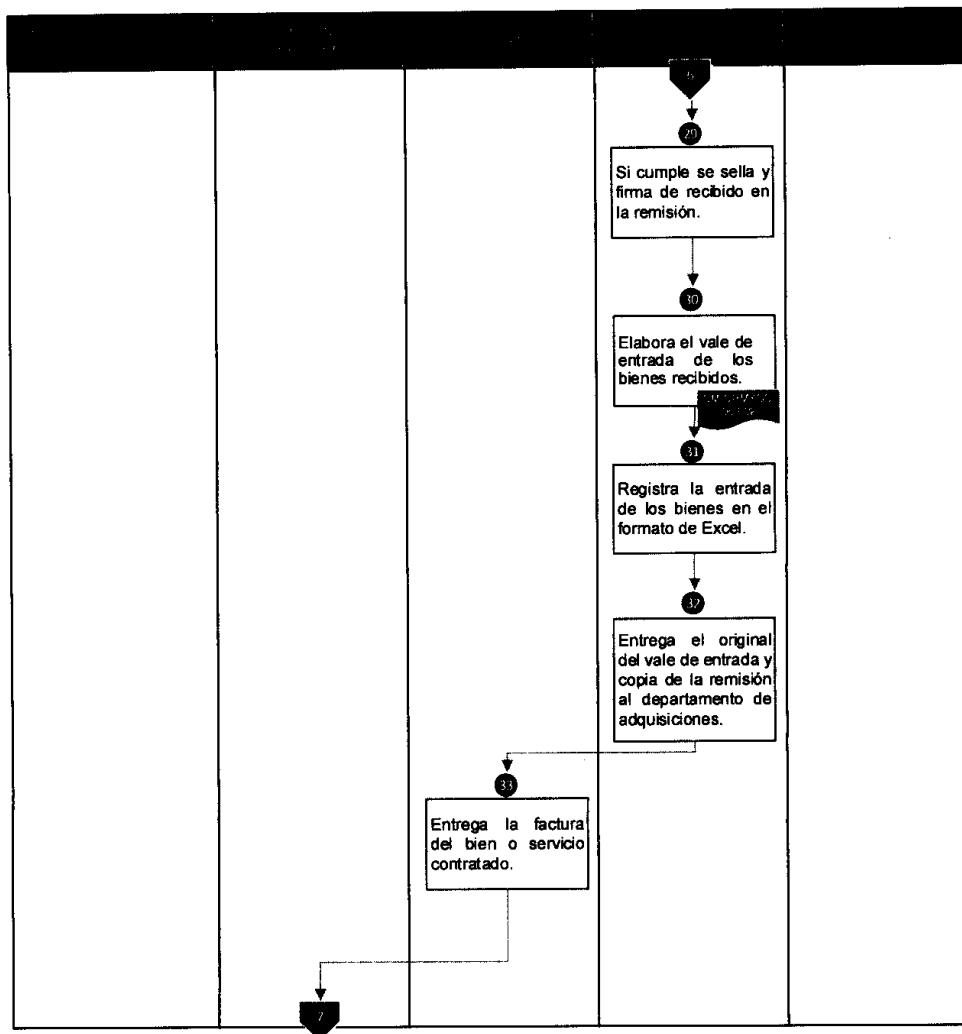 29
Si cumple se sella y
firma de recibido en
la remisión.
30
Elabora el vale de
entrada de los
bienes recibidos.
31
Registra la entrada
de los bienes en el
formato de Excel.
32
Entrega el original
del vale de entrada y
copia de la remisión
al departamento de
adquisiciones.
33
Entrega la factura
del bien o servicio
contratado.
7